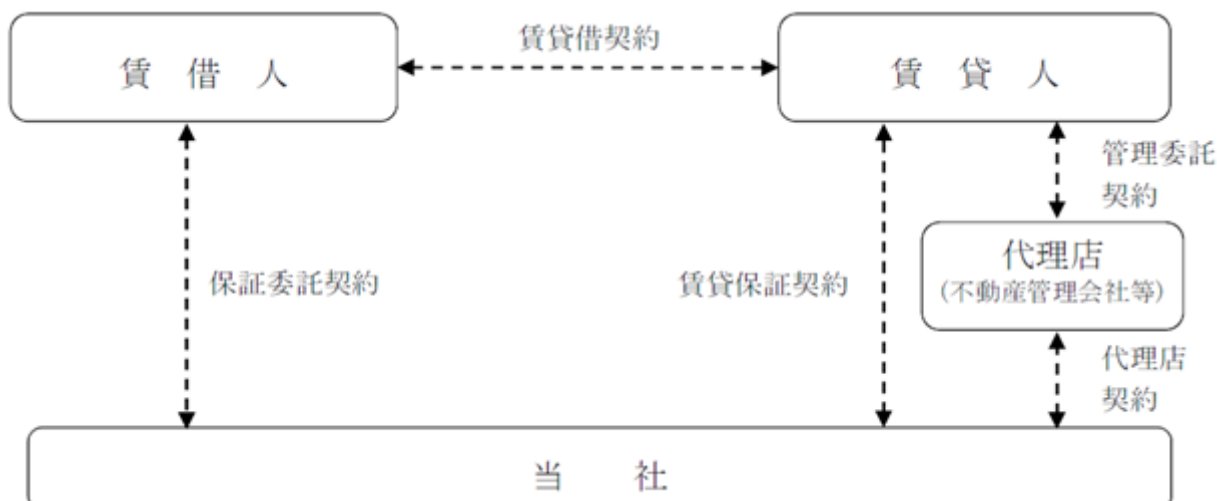 賃貸借契約
賃 借 人
賃 貸 人
管理委託
契約
代理店
(不動産管理会社等)
保証委託契約
賃貸保証契約
代理店
契約
当 社